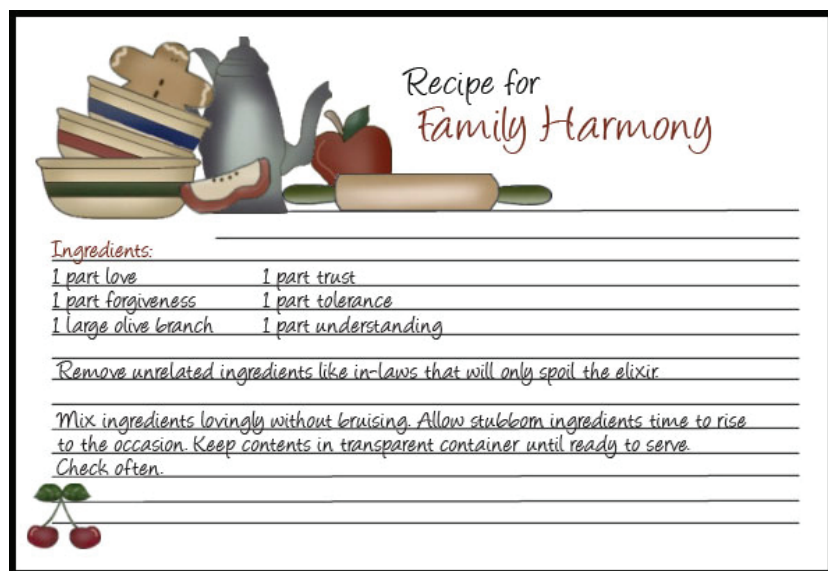 Recipe for
Family Harmony
Ingredients:
1 part love 1 part trust
1 part forgiveness 1 part tolerance
1 large olive branch 1 part understanding
Remove unrelated ingredients like in-laws that will only spoil the elixir.
Mix ingredients lovingly without bruising. Allow stubborn ingredients time to rise
to the occasion. Keep contents in transparent container until ready to serve.
Check often.